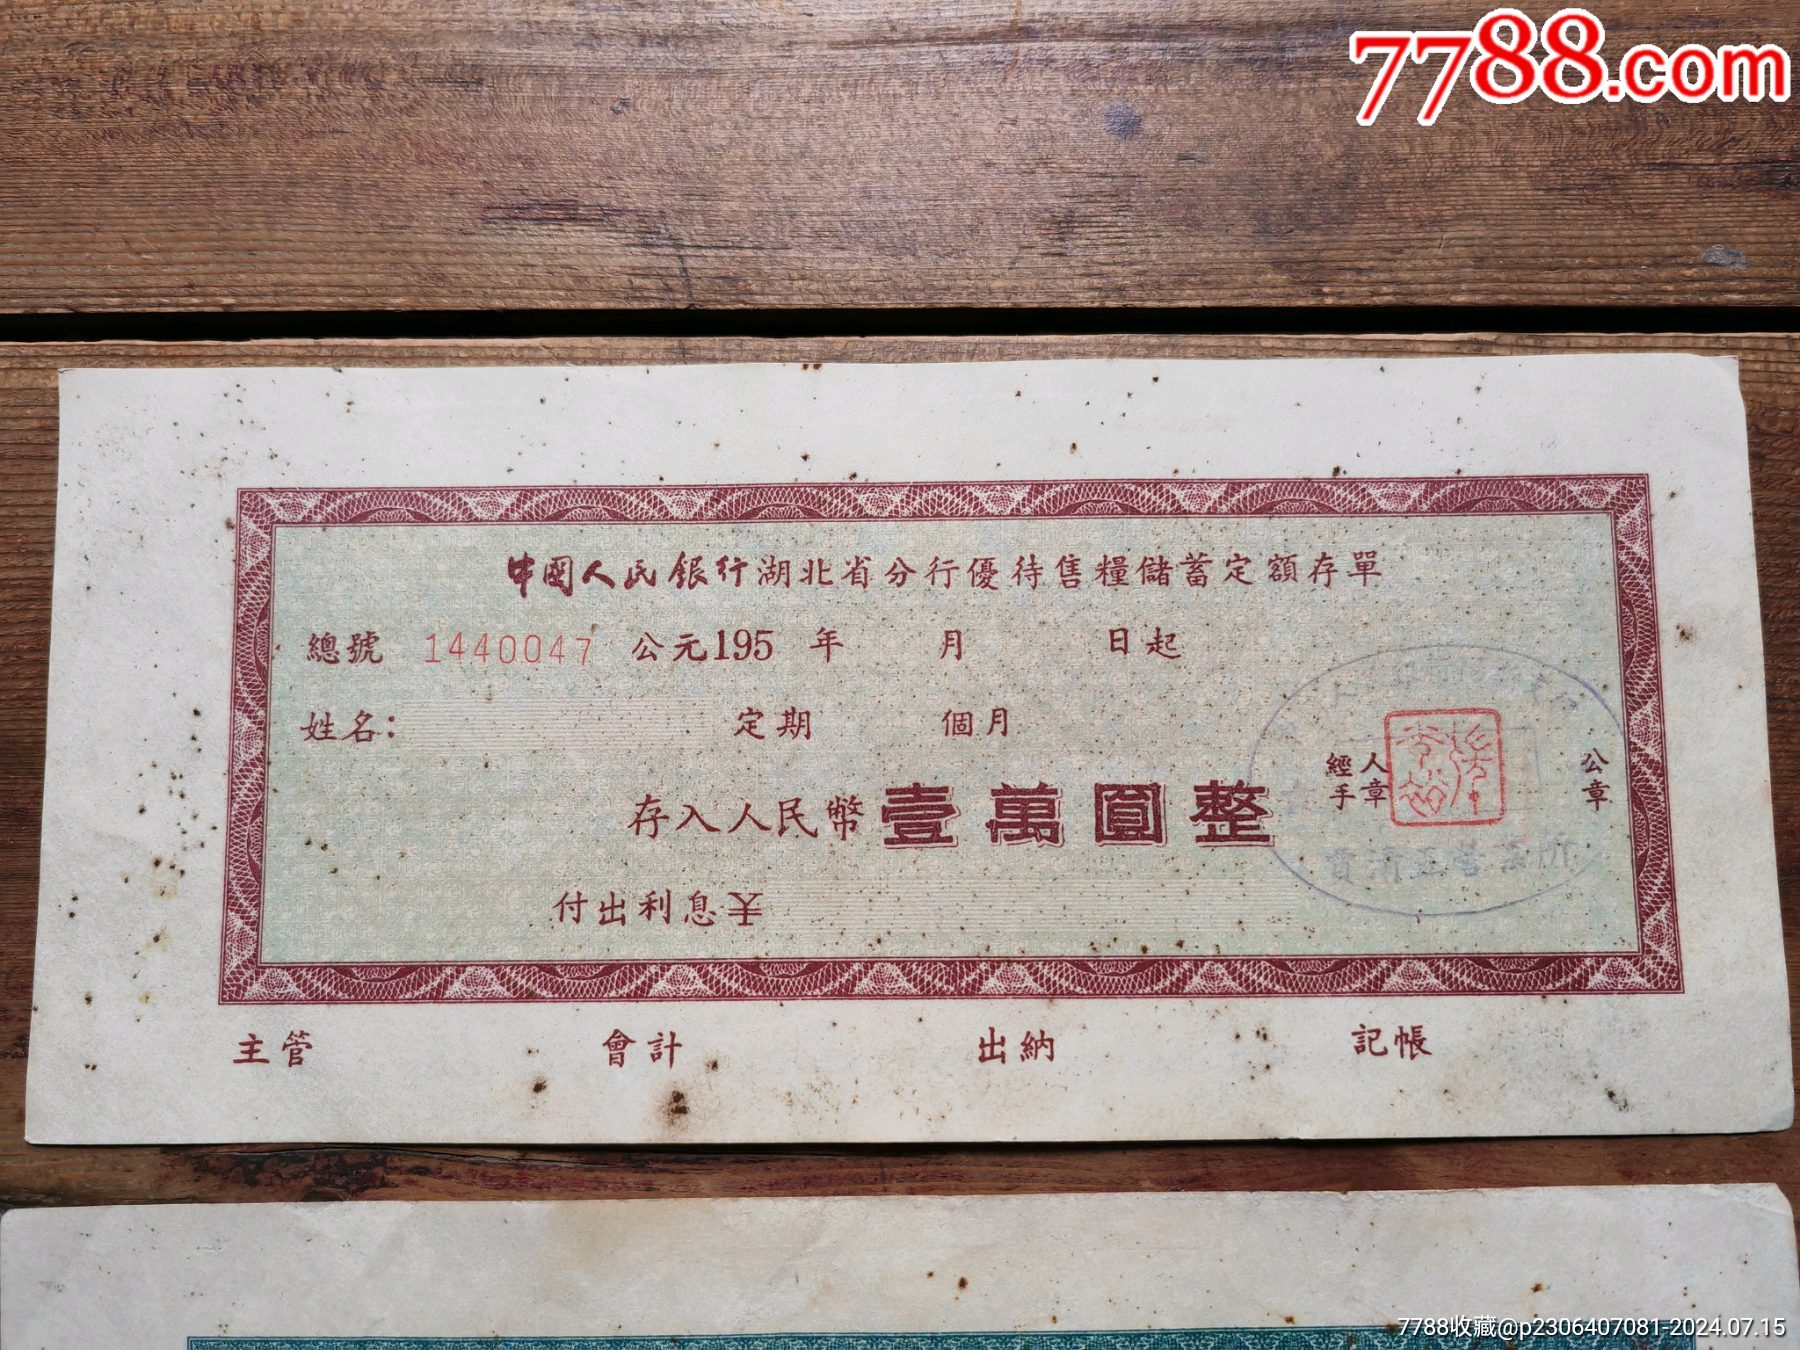 7788.com
中國人民銀行湖北省分行優待售糧儲蓄定額存單
總號 1440047 公元195 年 月 日起
姓名: 定期 個月
經手人章 公章
存入人民幣壹萬圓整
付出利息
主管 會計 出納 記帳
7788收藏@p2306407081-2024.07.15